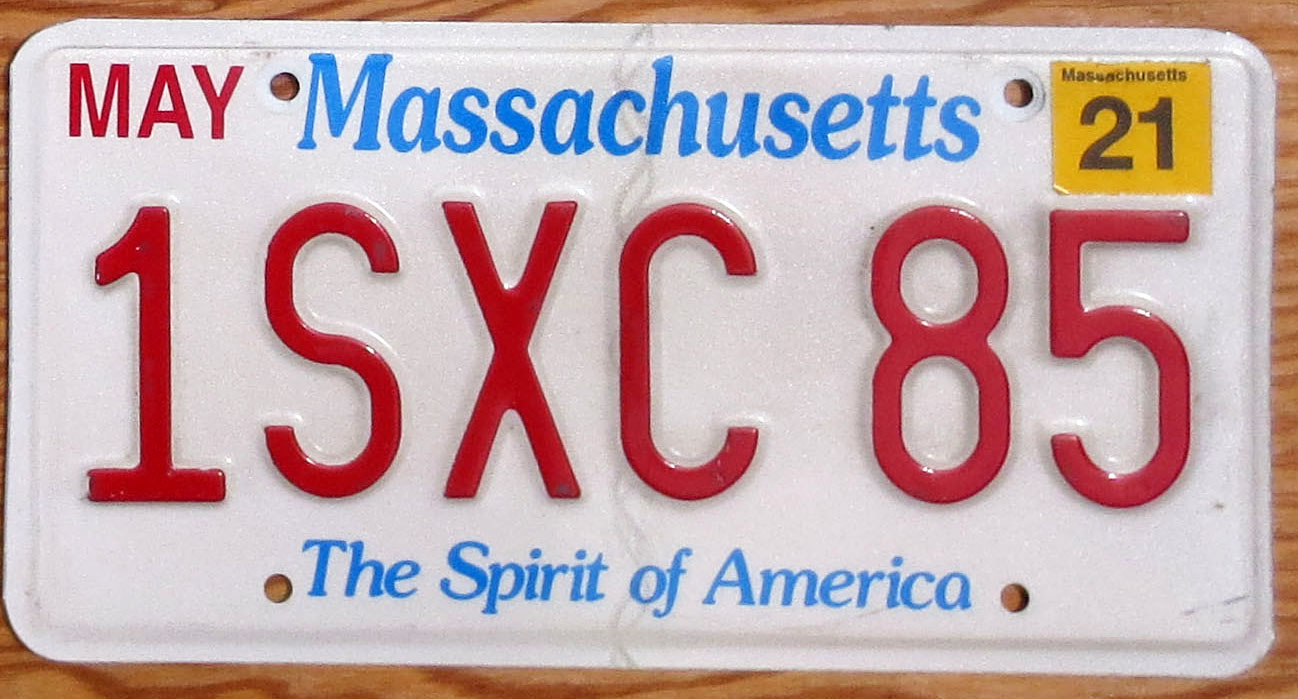 MAY Massachusetts Massachusetts
21
1SXC 85
The Spirit of America